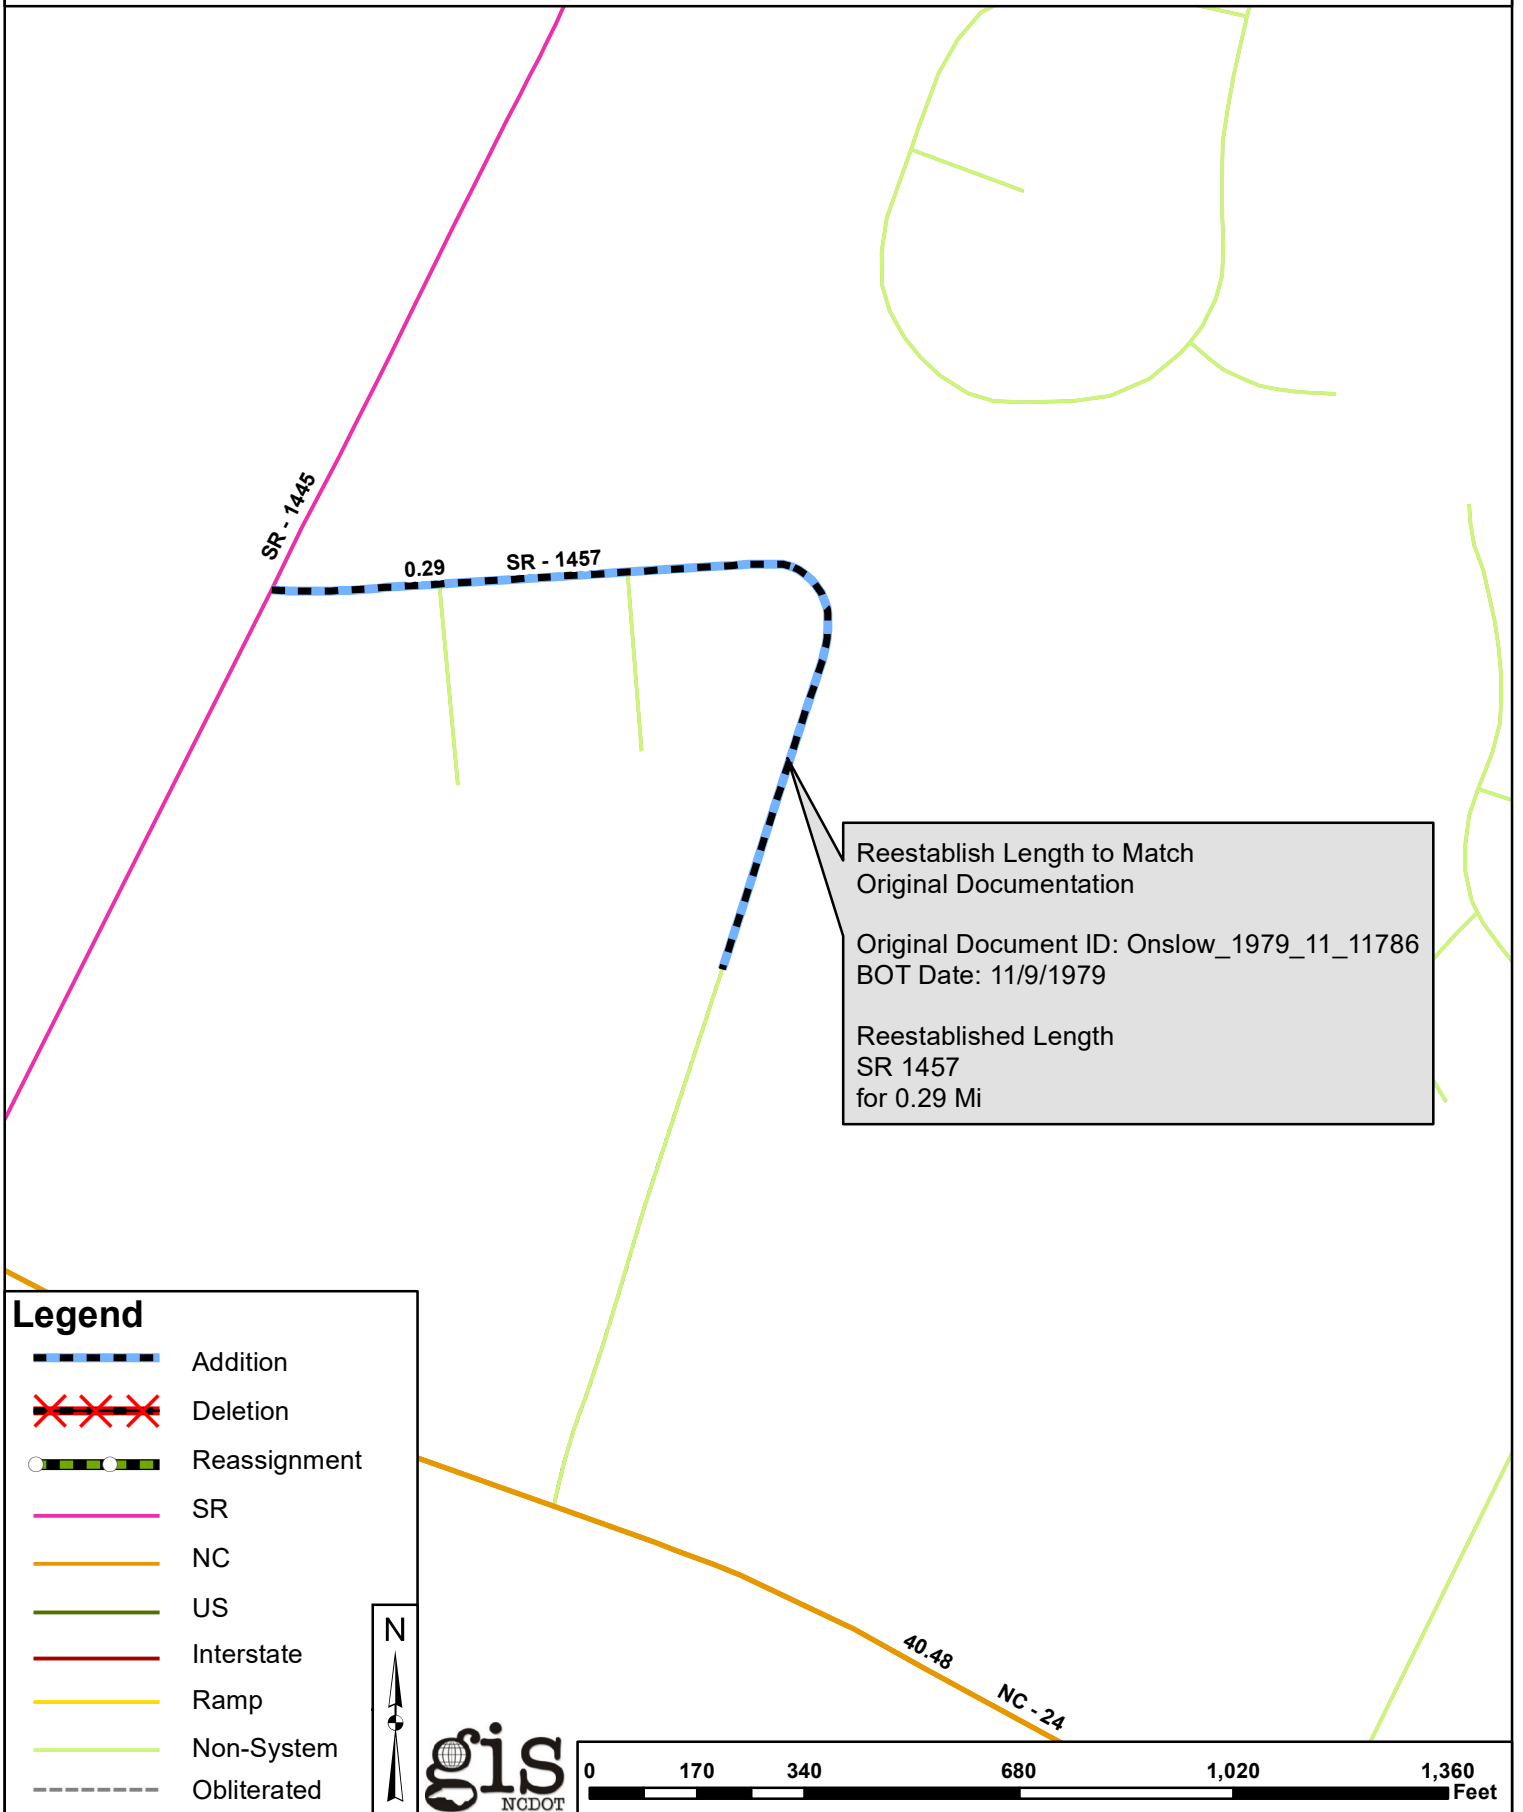 SR - 1445
0.29
SR - 1457
Reestablish Length to Match
Original Documentation
Original Document ID: Onslow_1979_11_11786
BOT Date: 11/9/1979
Reestablished Length
SR 1457
for 0.29 Mi
Legend
Addition
Deletion
Reassignment
SR
NC
US
Interstate
Ramp
Non-System
Obliterated
N
40.48
NC - 24
gis
NCDOT
0 170 340 680 1,020 1,360
Feet